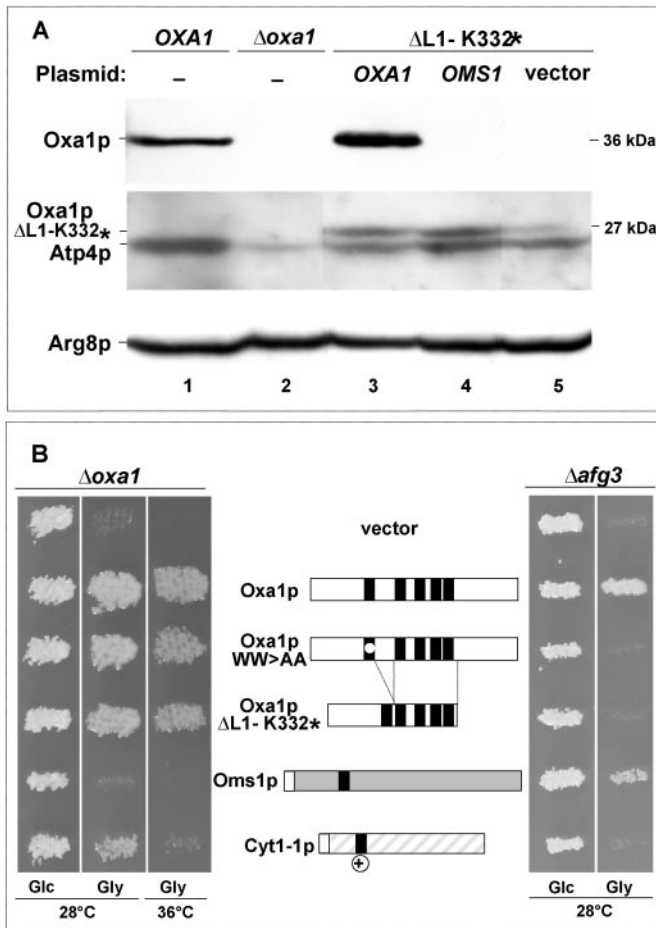 A
OXA1 Δoxa1 ΔL1- K332*
Plasmid: – – OXA1 OMS1 vector
Oxa1p – 36 kDa
Oxa1p
ΔL1-K332* – 27 kDa
Atp4p
Arg8p
1 2 3 4 5
B
Δoxa1 Δafg3
vector
Oxa1p
Oxa1p
WW>AA
Oxa1p
ΔL1- K332*
Oms1p
Cyt1-1p
+
Glc Gly Gly Glc Gly
28°C 36°C 28°C